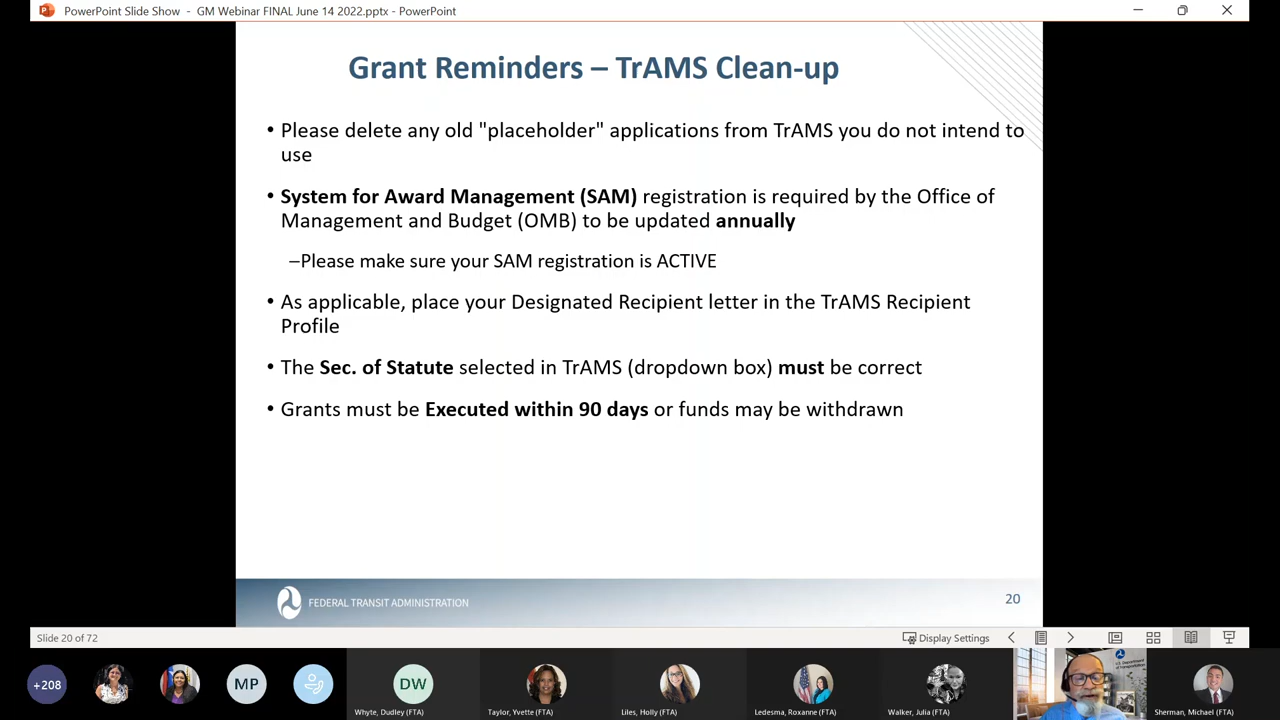 PowerPoint Slide Show - GM Webinar FINAL June 14 2022.pptx - PowerPoint
Grant Reminders – TrAMS Clean-up
• Please delete any old "placeholder" applications from TrAMS you do not intend to
use
• System for Award Management (SAM) registration is required by the Office of
Management and Budget (OMB) to be updated annually
–Please make sure your SAM registration is ACTIVE
• As applicable, place your Designated Recipient letter in the TrAMS Recipient
Profile
• The Sec. of Statute selected in TrAMS (dropdown box) must be correct
• Grants must be Executed within 90 days or funds may be withdrawn
FEDERAL TRANSIT ADMINISTRATION
20
Slide 20 of 72
Display Settings
+208
MP
DW
Whyte, Dudley (FTA)
Taylor, Yvette (FTA)
Liles, Holly (FTA)
Ledesma, Roxanne (FTA)
Walker, Julia (FTA)
U.S. Department
of Transportation
Sherman, Michael (FTA)